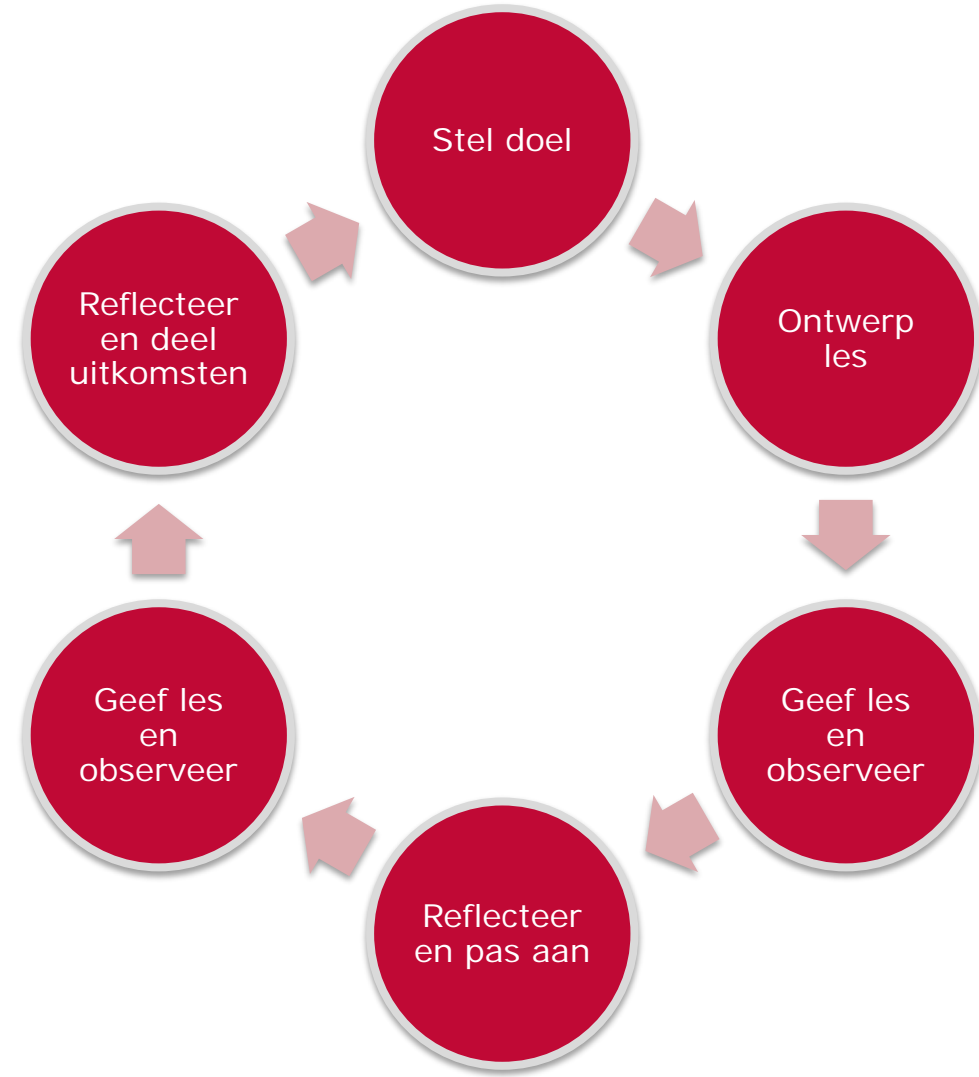 Stel doel
Ontwerp
les
Geef les
en
observeer
Reflecteer
en pas aan
Geef les
en
observeer
Reflecteer
en deel
uitkomsten